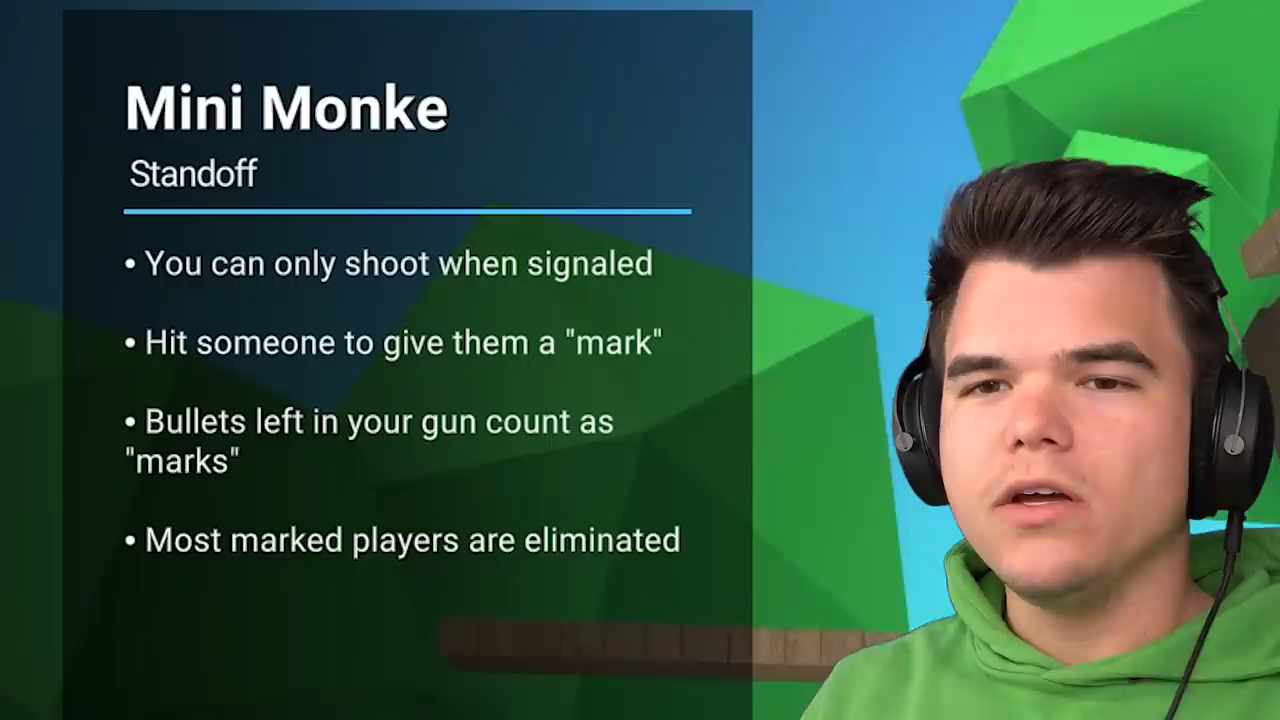 Mini Monke
Standoff
• You can only shoot when signaled
• Hit someone to give them a "mark"
• Bullets left in your gun count as
"marks"
• Most marked players are eliminated